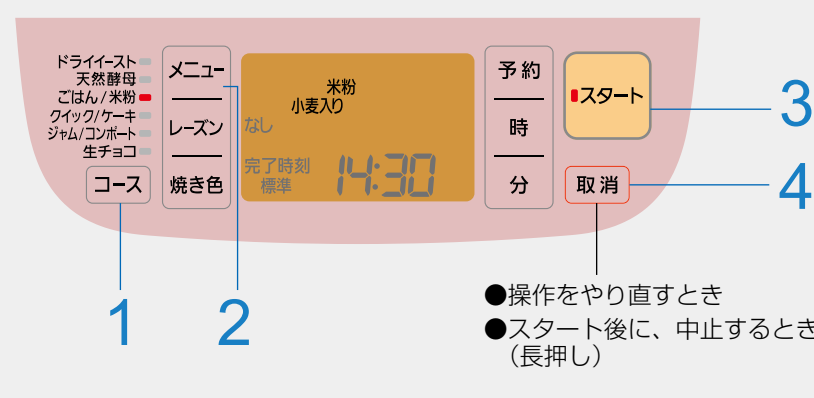 ドライイースト
天然酵母
ごはん/米粉
クイック/ケーキ
ジャム/コンポート
生チョコ
コース
メニュー
レーズン
焼き色
米粉
小麦入り
なし
完了時刻
標準
14:30
予約
時
分
スタート
取消
1
2
3
4
●操作をやり直すとき
●スタート後に、中止するとき
（長押し）